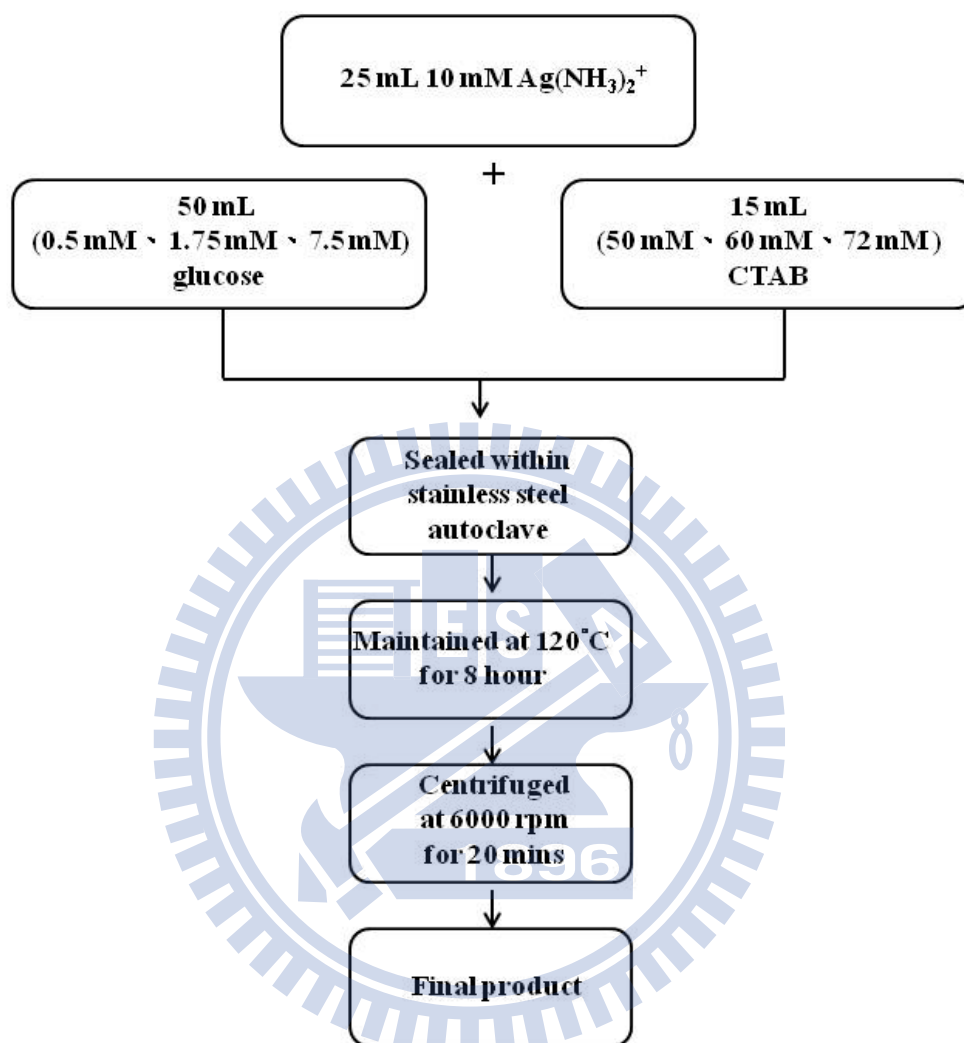 25 mL 10 mM Ag(NH₃)₂⁺
+
50 mL
(0.5 mM、1.75 mM、7.5 mM)
glucose
15 mL
(50 mM、60 mM、72 mM)
CTAB
Sealed within
stainless steel
autoclave
Maintained at 120°C
for 8 hour
Centrifuged
at 6000 rpm
for 20 mins
Final product
E S A
1896